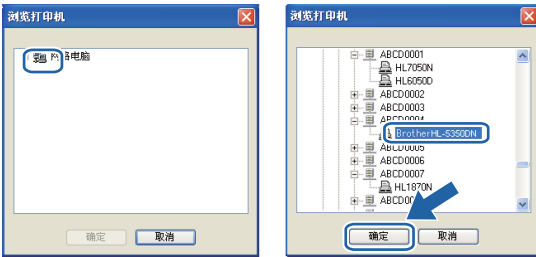 浏览打印机
网络电脑
确定 取消
浏览打印机
ABCD0001
HL7050N
HL6050D
ABCD0002
ABCD0003
ABCD0004
BrotherHL-5350DN
ABCD0005
ABCD0006
ABCD0007
HL1870N
确定 取消